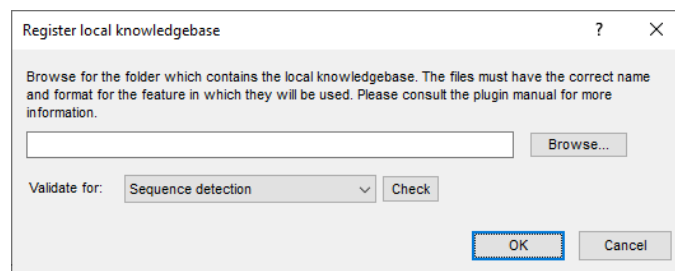 Register local knowledgebase ?
Browse for the folder which contains the local knowledgebase. The files must have the correct name
and format for the feature in which they will be used. Please consult the plugin manual for more
information.
Browse...
Validate for: Sequence detection Check
OK Cancel